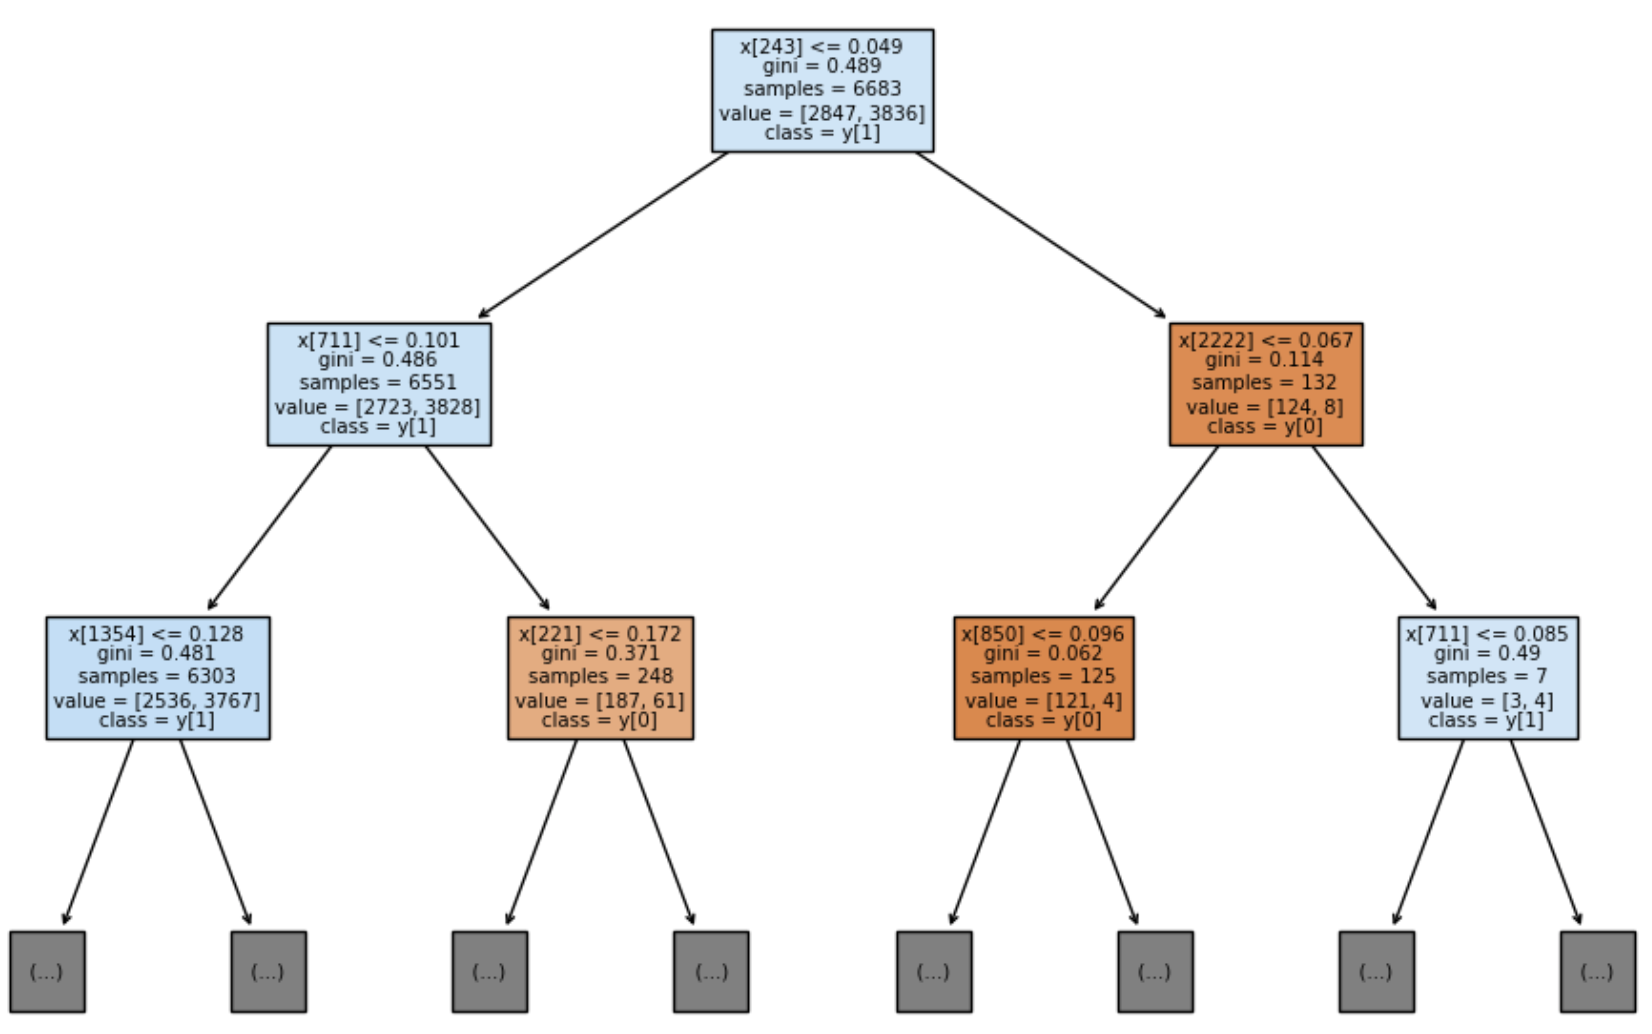 x[243] <= 0.049
gini = 0.489
samples = 6683
value = [2847, 3836]
class = y[1]
x[711] <= 0.101
gini = 0.486
samples = 6551
value = [2723, 3828]
class = y[1]
x[2222] <= 0.067
gini = 0.114
samples = 132
value = [124, 8]
class = y[0]
x[1354] <= 0.128
gini = 0.481
samples = 6303
value = [2536, 3767]
class = y[1]
x[221] <= 0.172
gini = 0.371
samples = 248
value = [187, 61]
class = y[0]
x[850] <= 0.096
gini = 0.062
samples = 125
value = [121, 4]
class = y[0]
x[711] <= 0.085
gini = 0.49
samples = 7
value = [3, 4]
class = y[1]
(...)
(...)
(...)
(...)
(...)
(...)
(...)
(...)